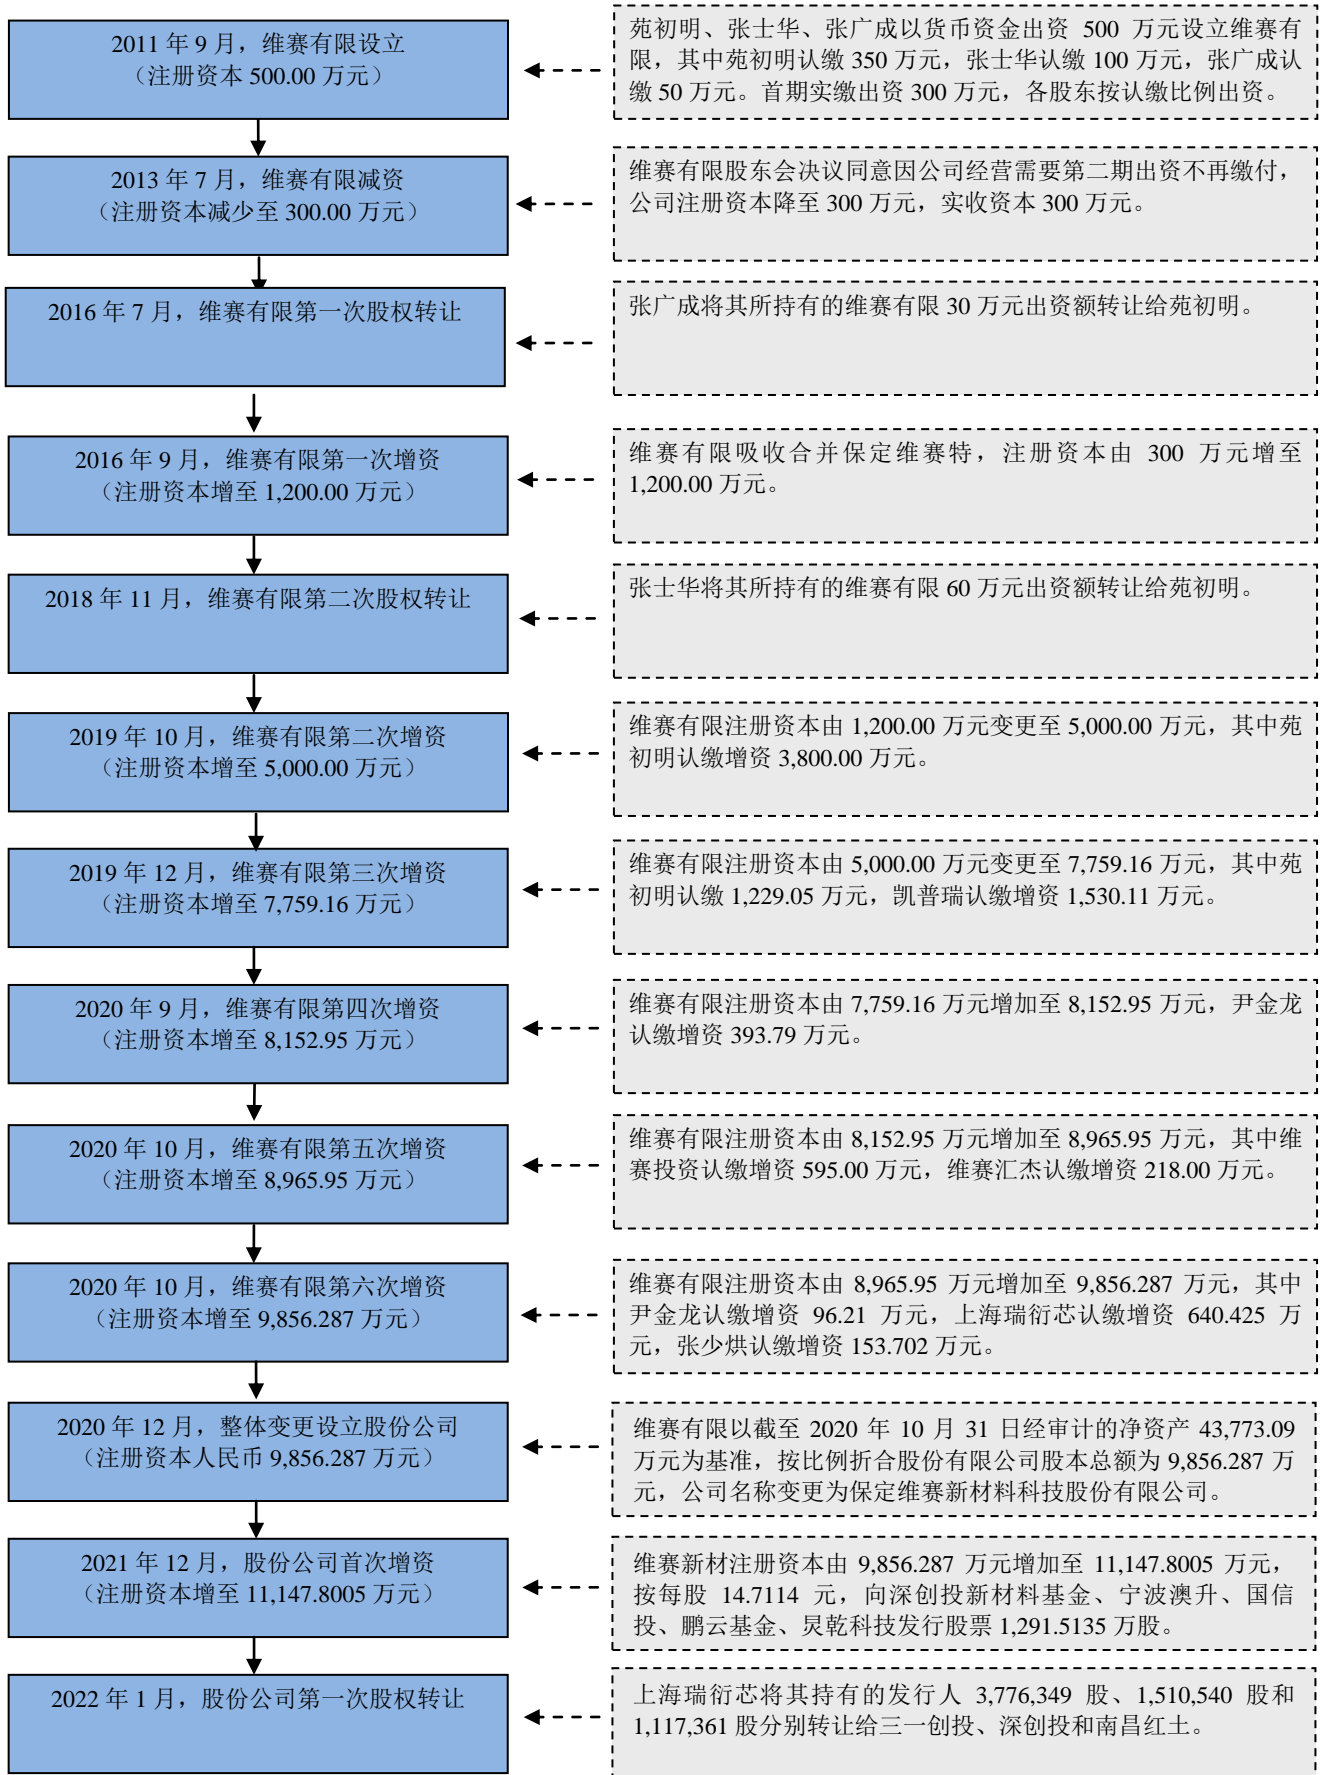 2011 年 9 月，维赛有限设立
（注册资本 500.00 万元）
苑初明、张士华、张广成以货币资金出资 500 万元设立维赛有
限，其中苑初明认缴 350 万元，张士华认缴 100 万元，张广成认
缴 50 万元。首期实缴出资 300 万元，各股东按认缴比例出资。
2013 年 7 月，维赛有限减资
（注册资本减少至 300.00 万元）
维赛有限股东会决议同意因公司经营需要第二期出资不再缴付，
公司注册资本降至 300 万元，实收资本 300 万元。
2016 年 7 月，维赛有限第一次股权转让
张广成将其所持有的维赛有限 30 万元出资额转让给苑初明。
2016 年 9 月，维赛有限第一次增资
（注册资本增至 1,200.00 万元）
维赛有限吸收合并保定维赛特，注册资本由 300 万元增至
1,200.00 万元。
2018 年 11 月，维赛有限第二次股权转让
张士华将其所持有的维赛有限 60 万元出资额转让给苑初明。
2019 年 10 月，维赛有限第二次增资
（注册资本增至 5,000.00 万元）
维赛有限注册资本由 1,200.00 万元变更至 5,000.00 万元，其中苑
初明认缴增资 3,800.00 万元。
2019 年 12 月，维赛有限第三次增资
（注册资本增至 7,759.16 万元）
维赛有限注册资本由 5,000.00 万元变更至 7,759.16 万元，其中苑
初明认缴 1,229.05 万元，凯普瑞认缴增资 1,530.11 万元。
2020 年 9 月，维赛有限第四次增资
（注册资本增至 8,152.95 万元）
维赛有限注册资本由 7,759.16 万元增加至 8,152.95 万元，尹金龙
认缴增资 393.79 万元。
2020 年 10 月，维赛有限第五次增资
（注册资本增至 8,965.95 万元）
维赛有限注册资本由 8,152.95 万元增加至 8,965.95 万元，其中维
赛投资认缴增资 595.00 万元，维赛汇杰认缴增资 218.00 万元。
2020 年 10 月，维赛有限第六次增资
（注册资本增至 9,856.287 万元）
维赛有限注册资本由 8,965.95 万元增加至 9,856.287 万元，其中
尹金龙认缴增资 96.21 万元，上海瑞衍芯认缴增资 640.425 万
元，张少烘认缴增资 153.702 万元。
2020 年 12 月，整体变更设立股份公司
（注册资本人民币 9,856.287 万元）
维赛有限以截至 2020 年 10 月 31 日经审计的净资产 43,773.09
万元为基准，按比例折合股份有限公司股本总额为 9,856.287 万
元，公司名称变更为保定维赛新材料科技股份有限公司。
2021 年 12 月，股份公司首次增资
（注册资本增至 11,147.8005 万元）
维赛新材注册资本由 9,856.287 万元增加至 11,147.8005 万元，
按每股 14.7114 元，向深创投新材料基金、宁波澳升、国信
投、鹏云基金、炅乾科技发行股票 1,291.5135 万股。
2022 年 1 月，股份公司第一次股权转让
上海瑞衍芯将其持有的发行人 3,776,349 股、1,510,540 股和
1,117,361 股分别转让给三一创投、深创投和南昌红土。